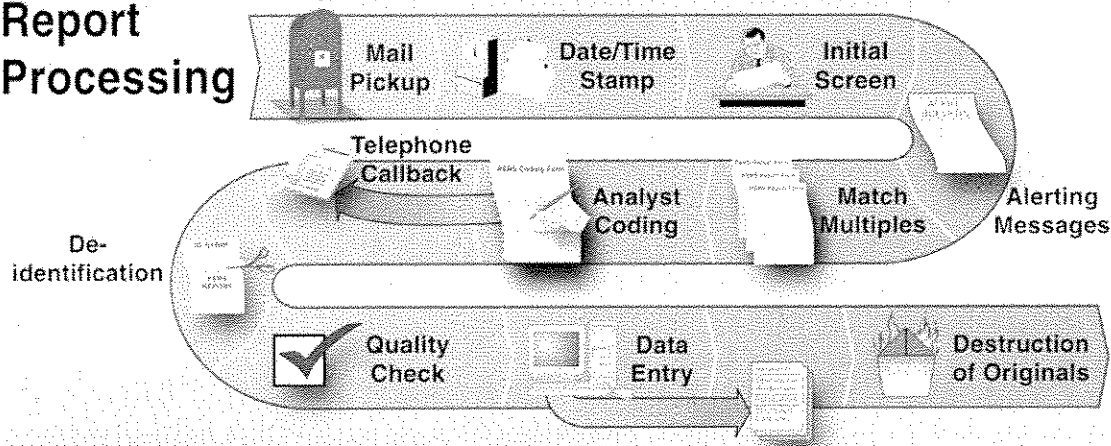 Report
Processing
Mail
Pickup
Date/Time
Stamp
Initial
Screen
Telephone
Callback
Analyst
Coding
Match
Multiples
Alerting
Messages
De-
identification
Quality
Check
Data
Entry
Destruction
of Originals